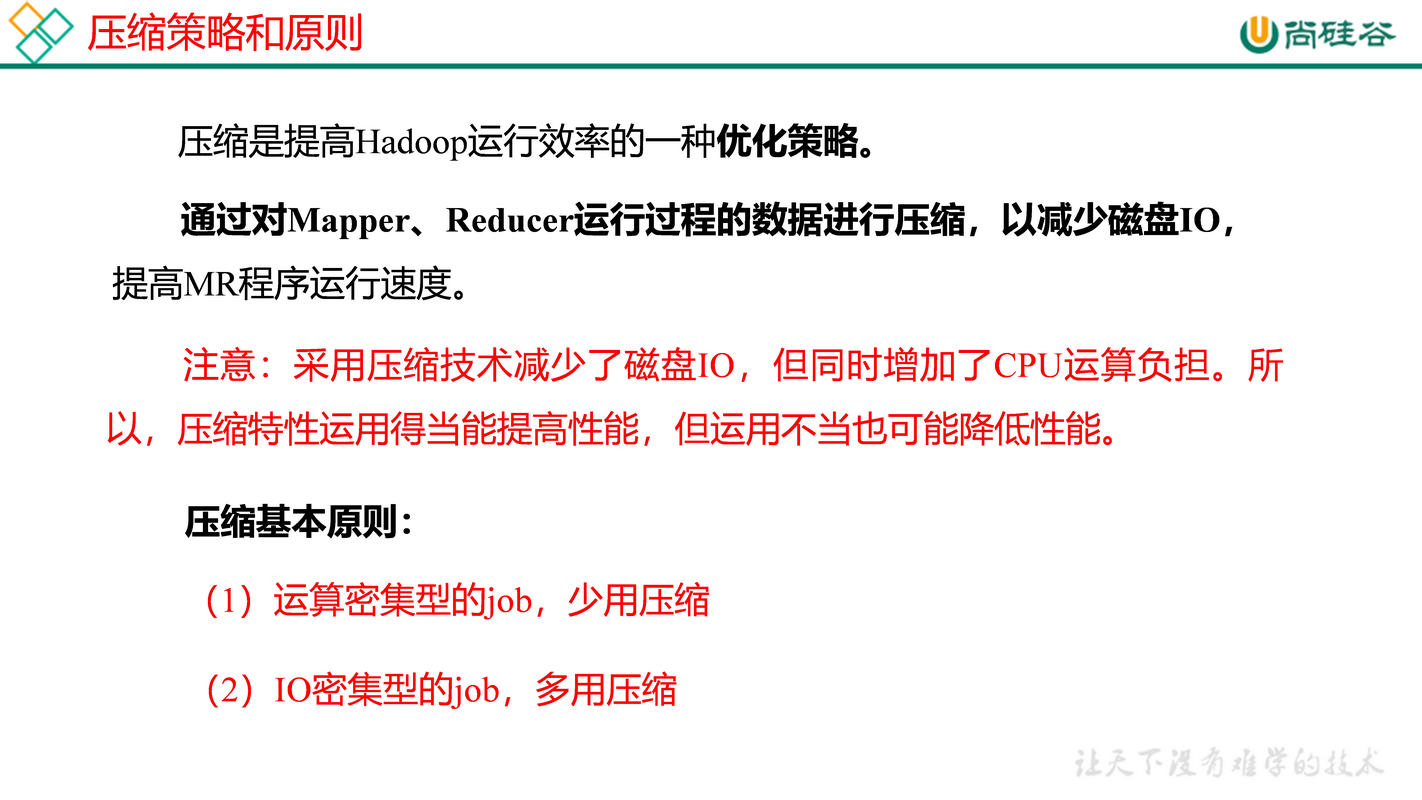 压缩策略和原则
尚硅谷
压缩是提高Hadoop运行效率的一种优化策略。
通过对Mapper、Reducer运行过程的数据进行压缩，以减少磁盘IO，
提高MR程序运行速度。
注意：采用压缩技术减少了磁盘IO，但同时增加了CPU运算负担。所
以，压缩特性运用得当能提高性能，但运用不当也可能降低性能。
压缩基本原则：
（1）运算密集型的job，少用压缩
（2）IO密集型的job，多用压缩
让天下没有难学的技术